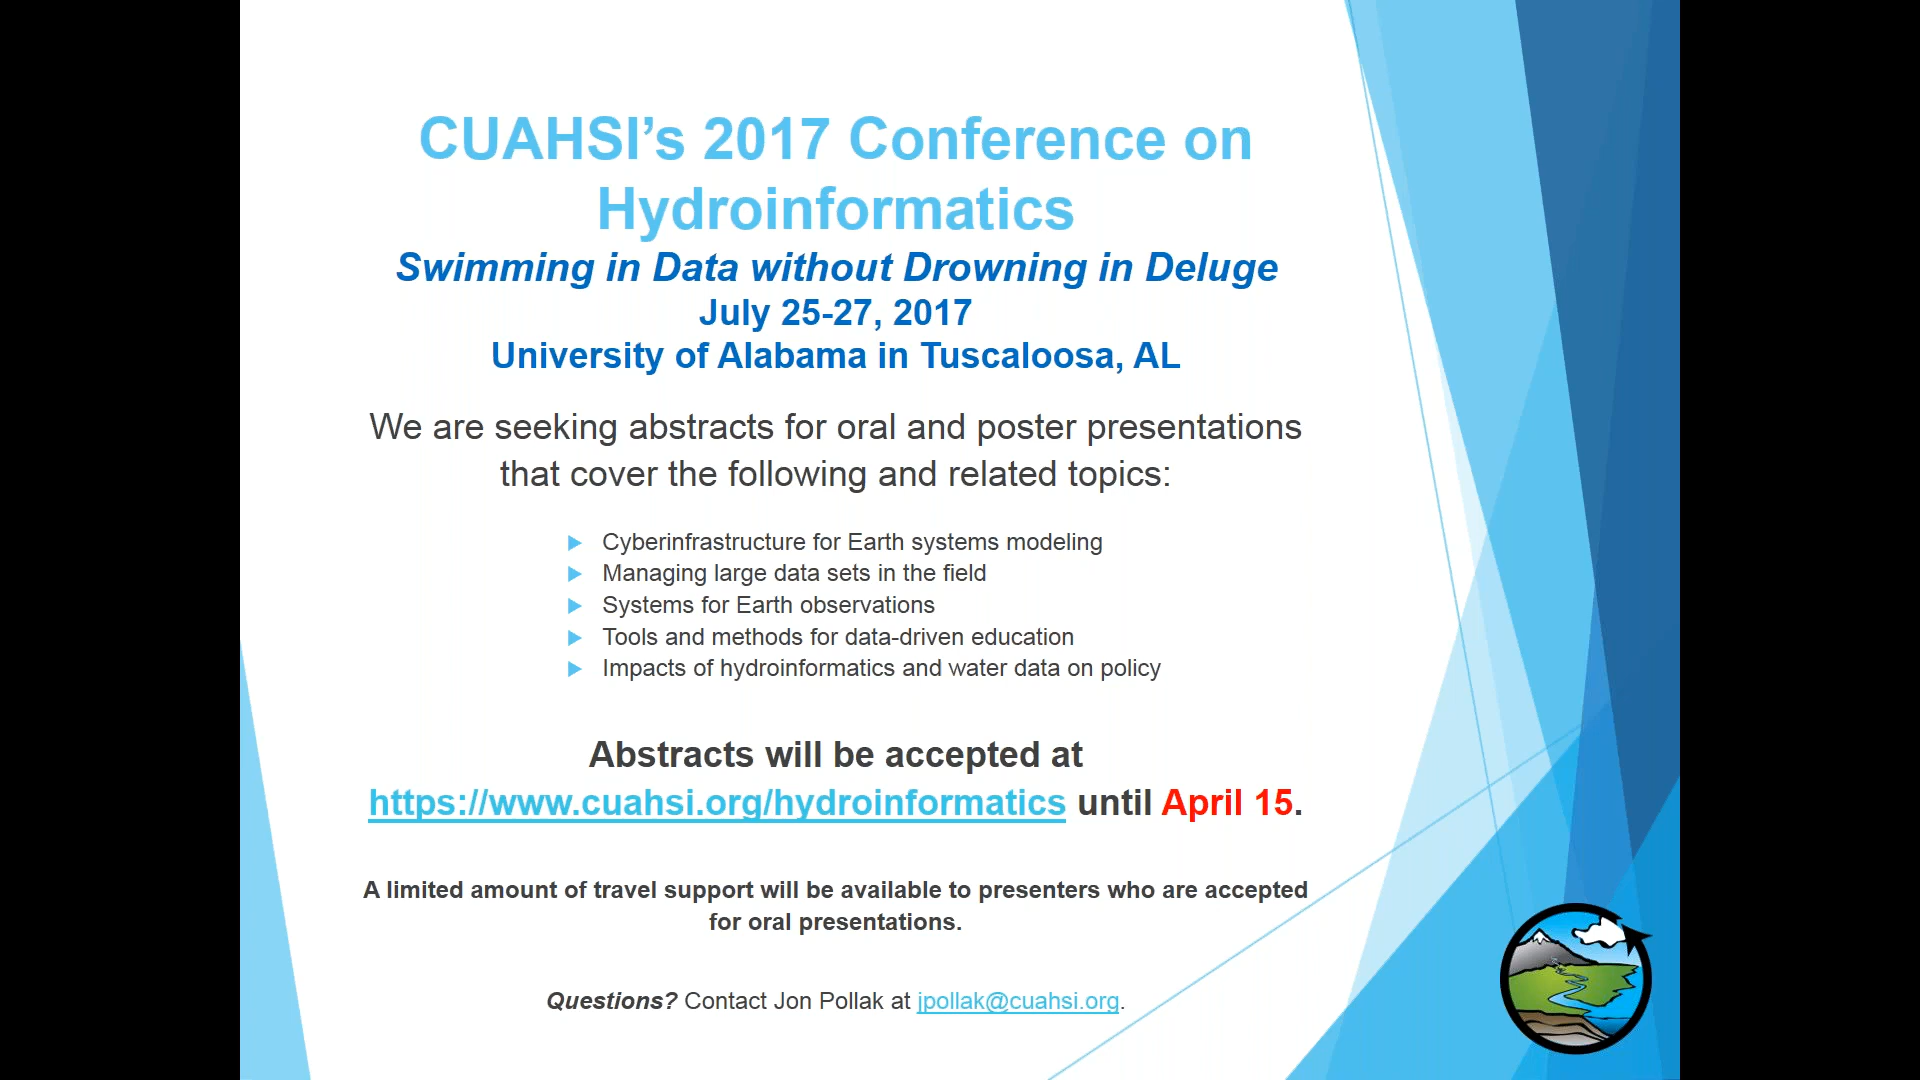 CUAHSI’s 2017 Conference on
Hydroinformatics
Swimming in Data without Drowning in Deluge
July 25-27, 2017
University of Alabama in Tuscaloosa, AL
We are seeking abstracts for oral and poster presentations
that cover the following and related topics:
Cyberinfrastructure for Earth systems modeling
Managing large data sets in the field
Systems for Earth observations
Tools and methods for data-driven education
Impacts of hydroinformatics and water data on policy
Abstracts will be accepted at
https://www.cuahsi.org/hydroinformatics until April 15.
A limited amount of travel support will be available to presenters who are accepted
for oral presentations.
Questions? Contact Jon Pollak at jpollak@cuahsi.org.